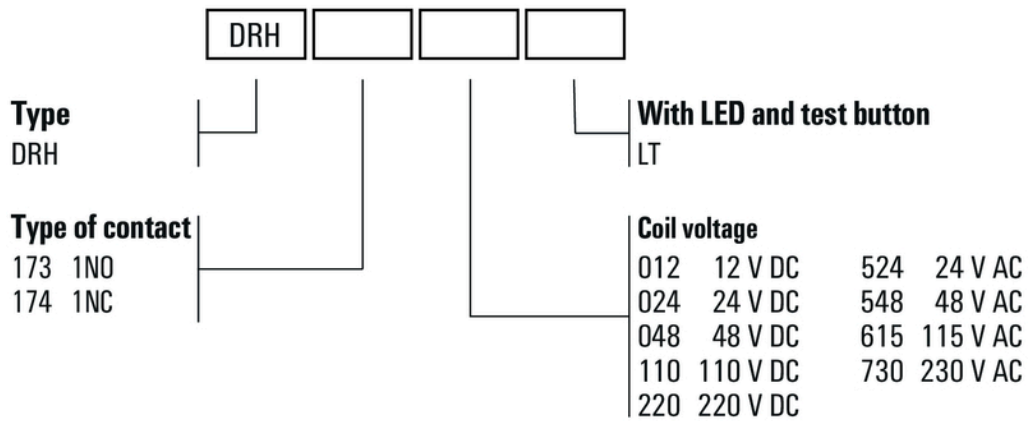 DRH
Type
DRH
With LED and test button
LT
Type of contact
173 1NO
174 1NC
Coil voltage
012 12 V DC 524 24 V AC
024 24 V DC 548 48 V AC
048 48 V DC 615 115 V AC
110 110 V DC 730 230 V AC
220 220 V DC